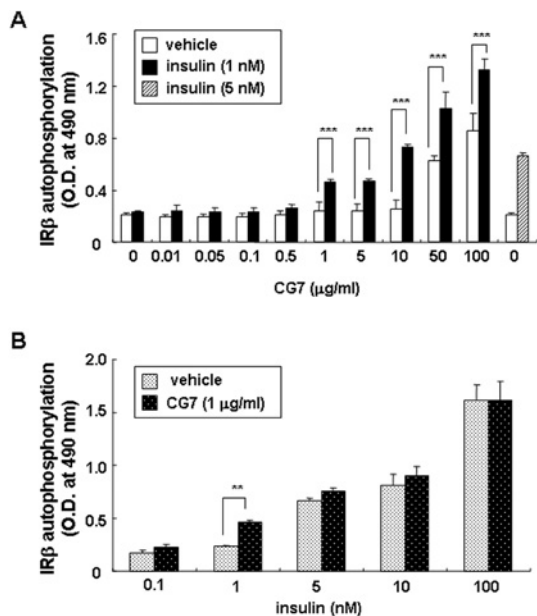 A
IRβ autophosphorylation
(O.D. at 490 nm)
1.6
1.2
0.8
0.4
0
vehicle
insulin (1 nM)
insulin (5 nM)
*** *** *** *** ***
0 0.01 0.05 0.1 0.5 1 5 10 50 100 0
CG7 (μg/ml)
B
IRβ autophosphorylation
(O.D. at 490 nm)
2.0
1.5
1.0
0.5
0
vehicle
CG7 (1 μg/ml)
**
0.1 1 5 10 100
insulin (nM)